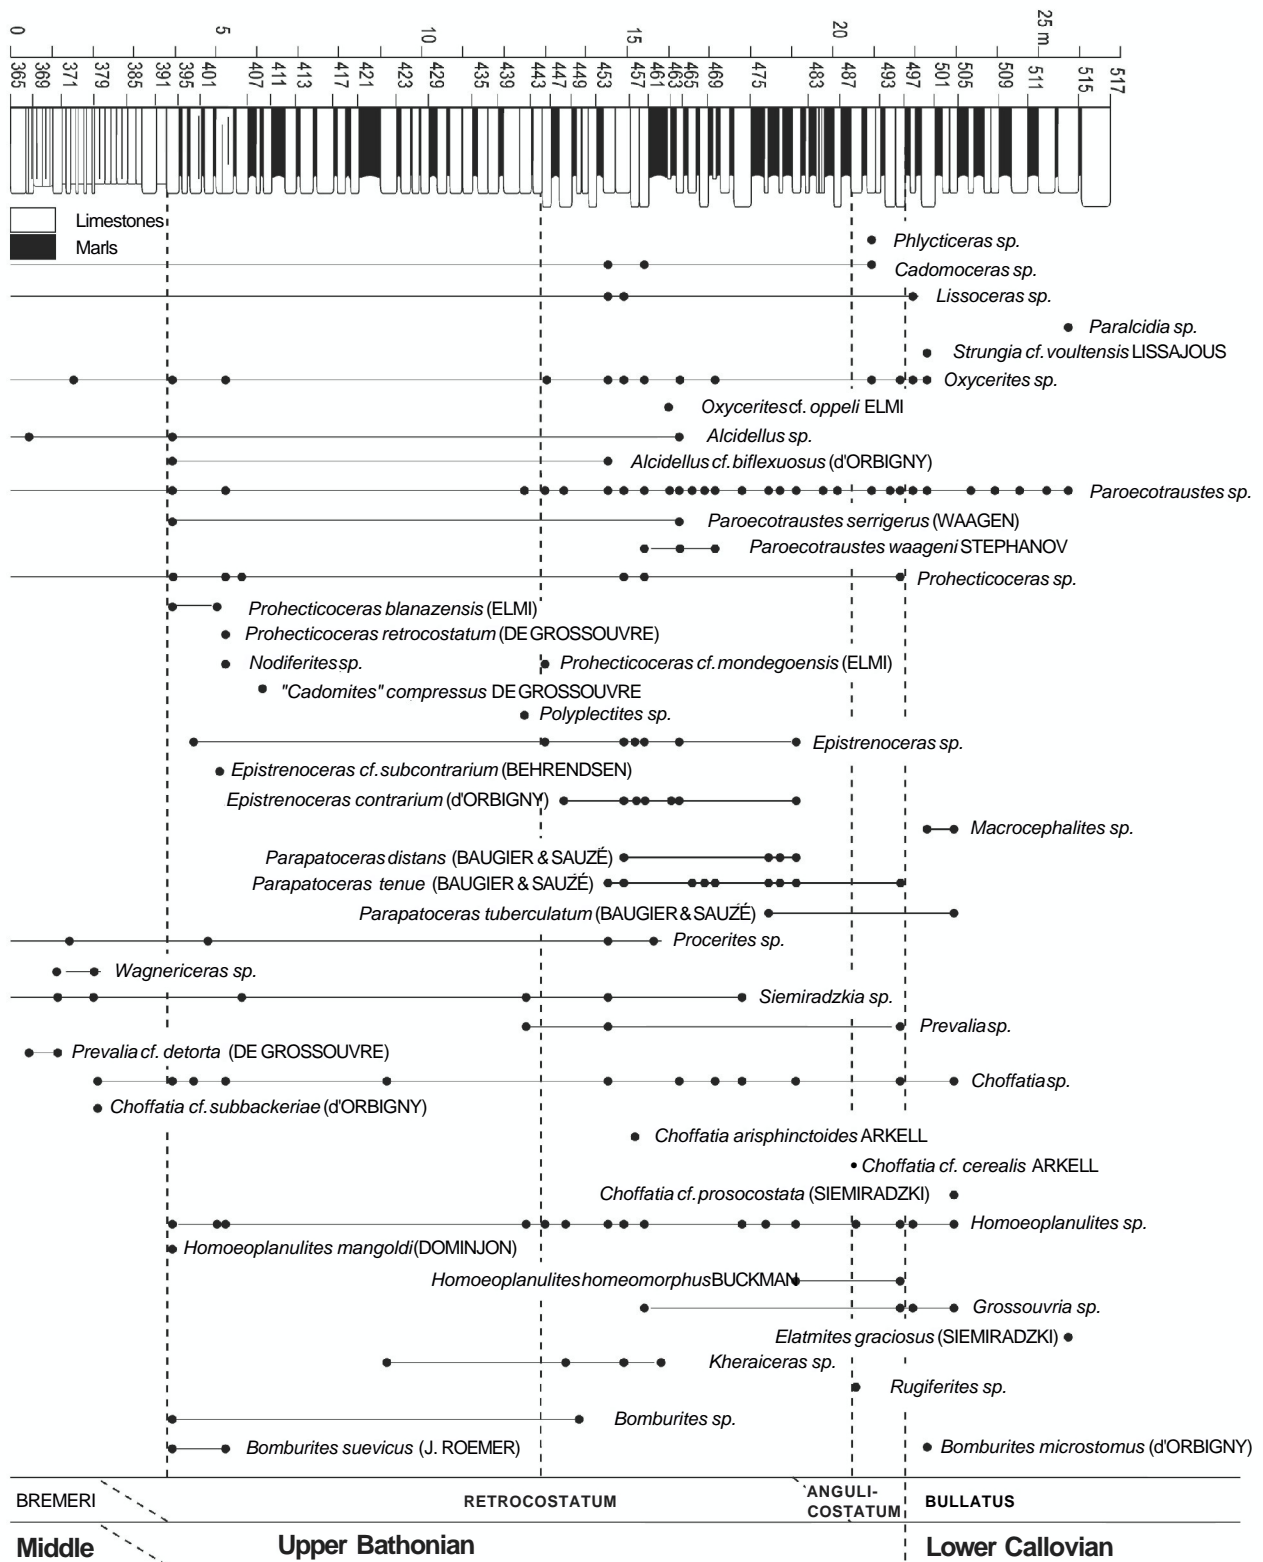 0 5 10 15 20 25 m
365 369 371 379 385 391 395 401 407 411 413 417 421 423 429 435 439 443 447 449 453 457 461 463 465 469 475 483 487 493 497 501 505 509 511 515 517
Limestones
Marls
Phlycticeras sp.
Cadomoceras sp.
Lissoceras sp.
Paralcidia sp.
Strungia cf. voultensis LISSAJOUS
Oxycerites sp.
Oxycerites cf. oppeli ELMI
Alcidellus sp.
Alcidellus cf. biflexuosus (d'ORBIGNY)
Paroecotraustes sp.
Paroecotraustes serrigerus (WAAGEN)
Paroecotraustes waageni STEPHANOV
Prohecticoceras sp.
Prohecticoceras blanazensis (ELMI)
Prohecticoceras retrocostatum (DE GROSSOUVRE)
Nodiferites sp. Prohecticoceras cf. mondegoensis (ELMI)
"Cadomites" compressus DE GROSSOUVRE
Polyplectites sp.
Epistrenoceras sp.
Epistrenoceras cf. subcontrarium (BEHRENDSEN)
Epistrenoceras contrarium (d'ORBIGNY)
Macrocephalites sp.
Parapatoceras distans (BAUGIER & SAUZÉ)
Parapatoceras tenue (BAUGIER & SAUZÉ)
Parapatoceras tuberculatum (BAUGIER & SAUZÉ)
Procerites sp.
Wagnericeras sp.
Siemiradzkia sp.
Prevalia sp.
Prevalia cf. detorta (DE GROSSOUVRE)
Choffatia sp.
Choffatia cf. subbackeriae (d'ORBIGNY)
Choffatia arisphinctoides ARKELL
Choffatia cf. cerealis ARKELL
Choffatia cf. prosocostata (SIEMIRADZKI)
Homoeoplanulites sp.
Homoeoplanulites mangoldi (DOMINJON)
Homoeoplanulites homeomorphus BUCKMAN
Grossouvria sp.
Elatmites graciosus (SIEMIRADZKI)
Kheraiceras sp.
Rugiferites sp.
Bomburites sp.
Bomburites suevicus (J. ROEMER) Bomburites microstomus (d'ORBIGNY)
BREMERI RETROCOSTATUM ANGULI-
COSTATUM BULLATUS
Middle Upper Bathonian Lower Callovian